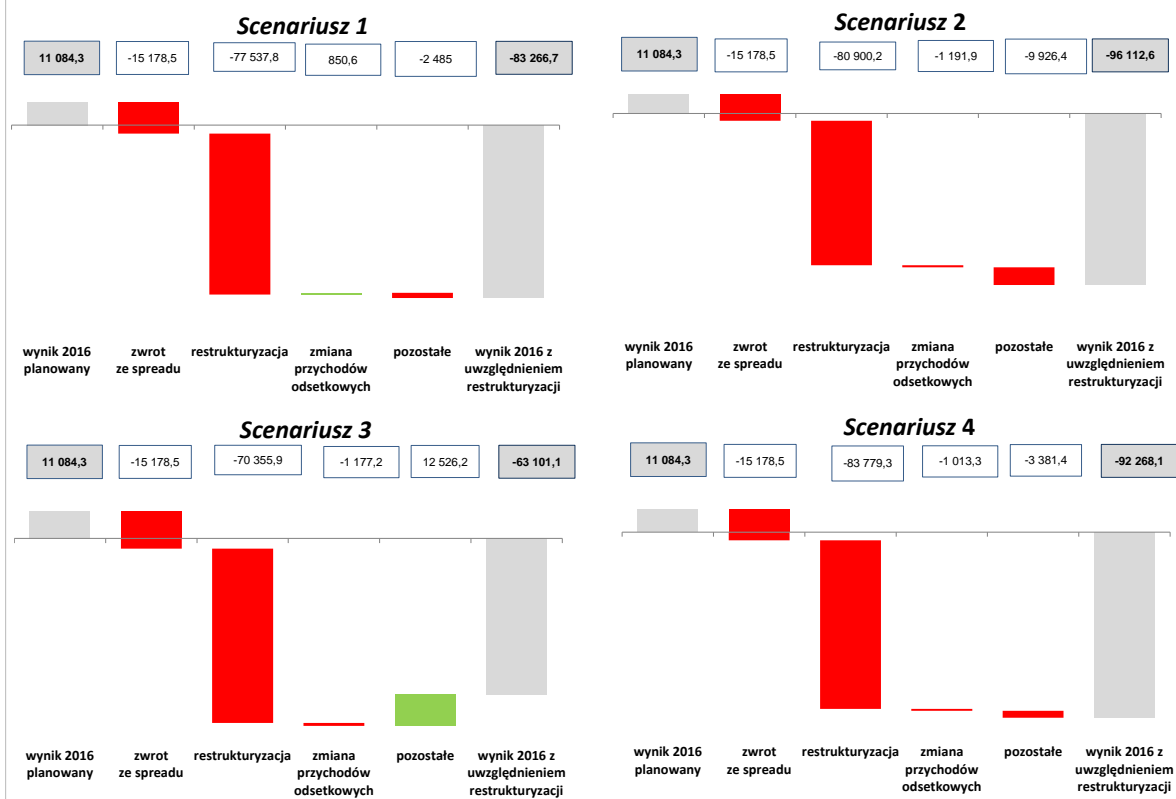 Scenariusz 1
11 084,3 -15 178,5 -77 537,8 850,6 -2 485 -83 266,7
wynik 2016 planowany
zwrot ze spreadu
restrukturyzacja
zmiana przychodów odsetkowych
pozostałe
wynik 2016 z uwzględnieniem restrukturyzacji
Scenariusz 2
11 084,3 -15 178,5 -80 900,2 -1 191,9 -9 926,4 -96 112,6
wynik 2016 planowany
zwrot ze spreadu
restrukturyzacja
zmiana przychodów odsetkowych
pozostałe
wynik 2016 z uwzględnieniem restrukturyzacji
Scenariusz 3
11 084,3 -15 178,5 -70 355,9 -1 177,2 12 526,2 -63 101,1
wynik 2016 planowany
zwrot ze spreadu
restrukturyzacja
zmiana przychodów odsetkowych
pozostałe
wynik 2016 z uwzględnieniem restrukturyzacji
Scenariusz 4
11 084,3 -15 178,5 -83 779,3 -1 013,3 -3 381,4 -92 268,1
wynik 2016 planowany
zwrot ze spreadu
restrukturyzacja
zmiana przychodów odsetkowych
pozostałe
wynik 2016 z uwzględnieniem restrukturyzacji